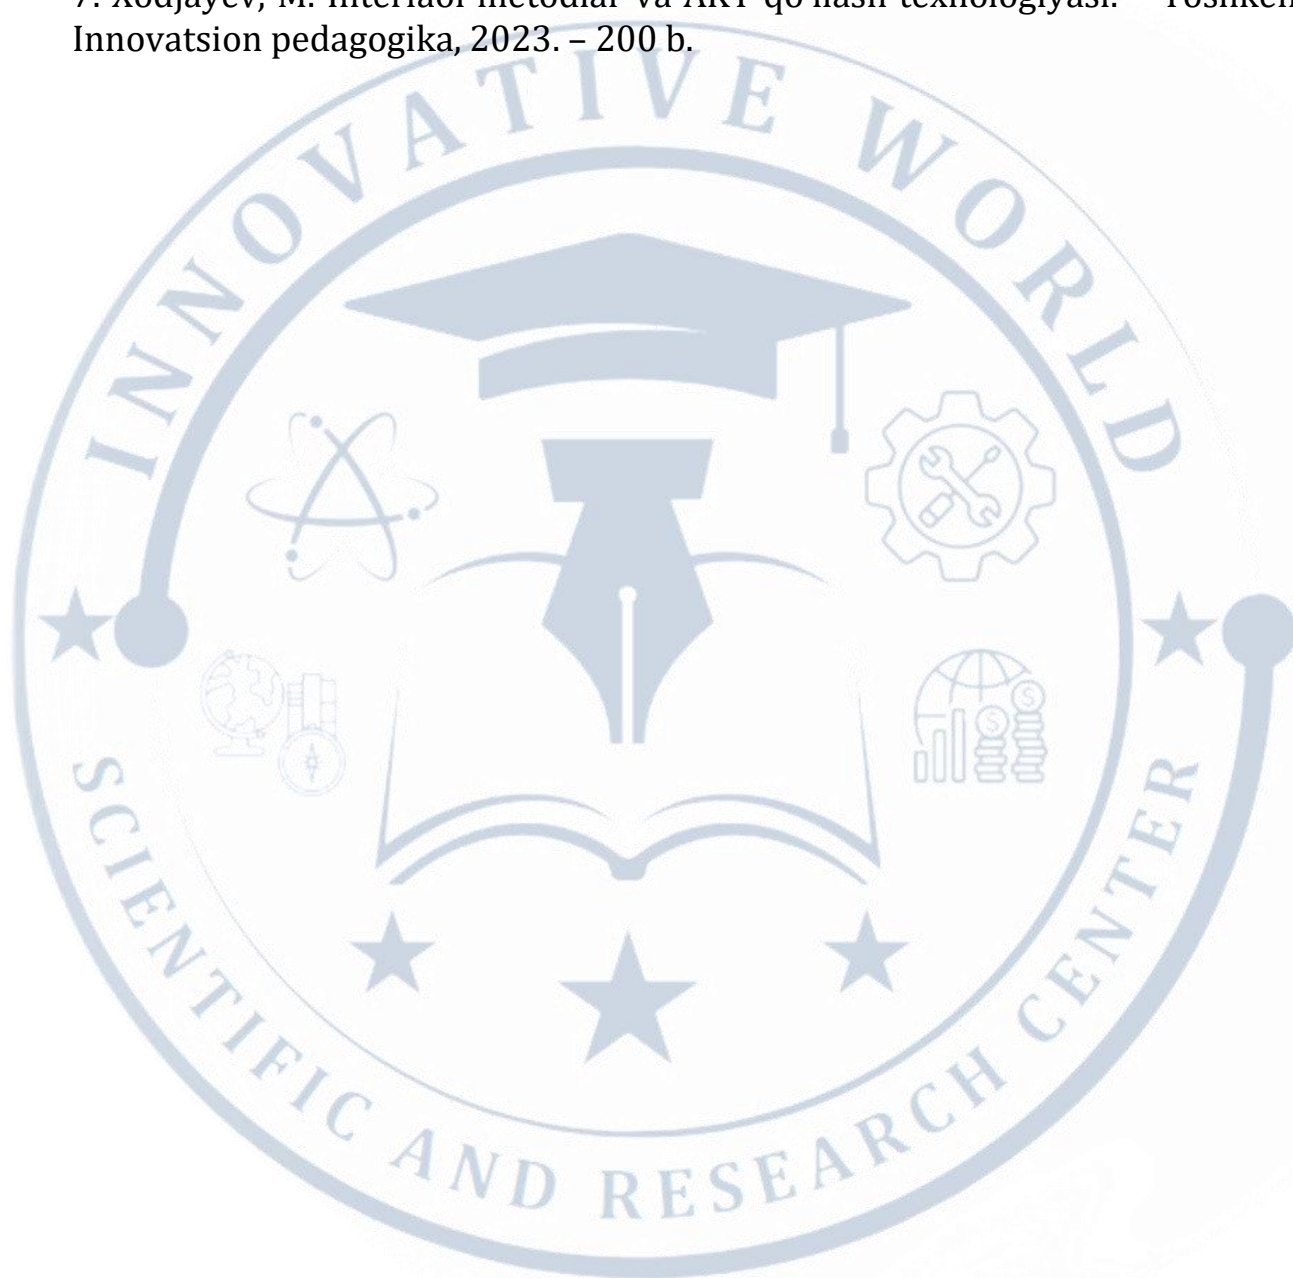 7. Xodjayev, M. Interfaol metodlar va AKT qo'llash texnologiyasi. – Toshkent
Innovatsion pedagogika, 2023. – 200 b.
INNOVATIVE WORLD
SCIENTIFIC AND RESEARCH CENTER